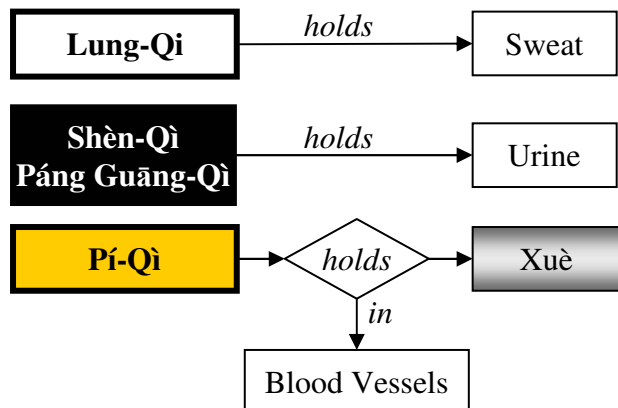 Lung-Qi
holds
Sweat
Shèn-Qì
Páng Guāng-Qì
holds
Urine
Pí-Qì
holds
Xuè
in
Blood Vessels